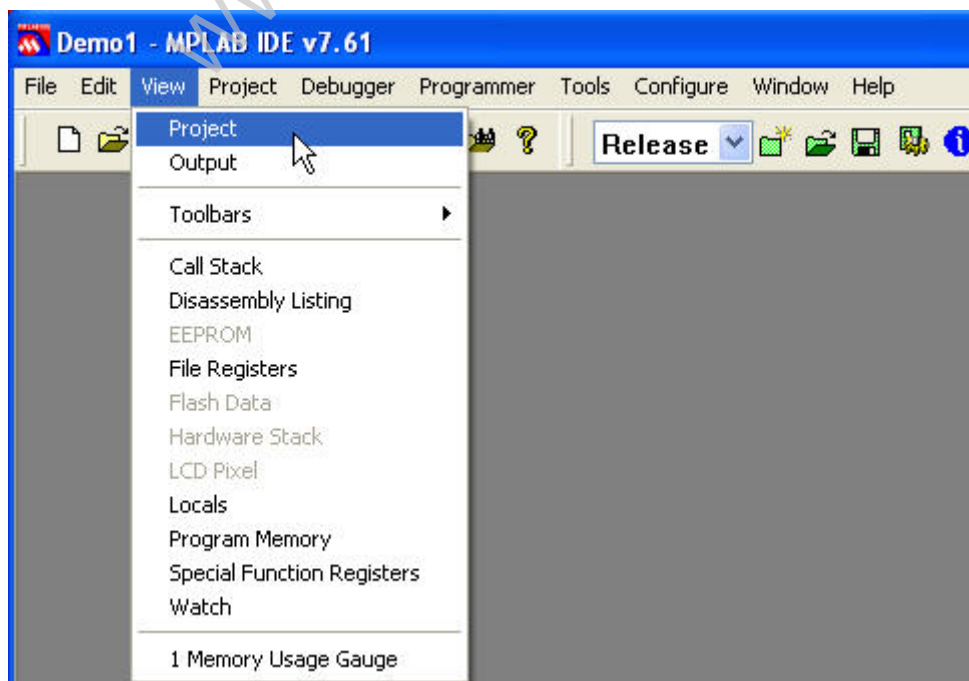 Demo1 - MPLAB IDE v7.61
File Edit View Project Debugger Programmer Tools Configure Window Help
Release
Project
Output
Toolbars
Call Stack
Disassembly Listing
EEPROM
File Registers
Flash Data
Hardware Stack
LCD Pixel
Locals
Program Memory
Special Function Registers
Watch
1 Memory Usage Gauge